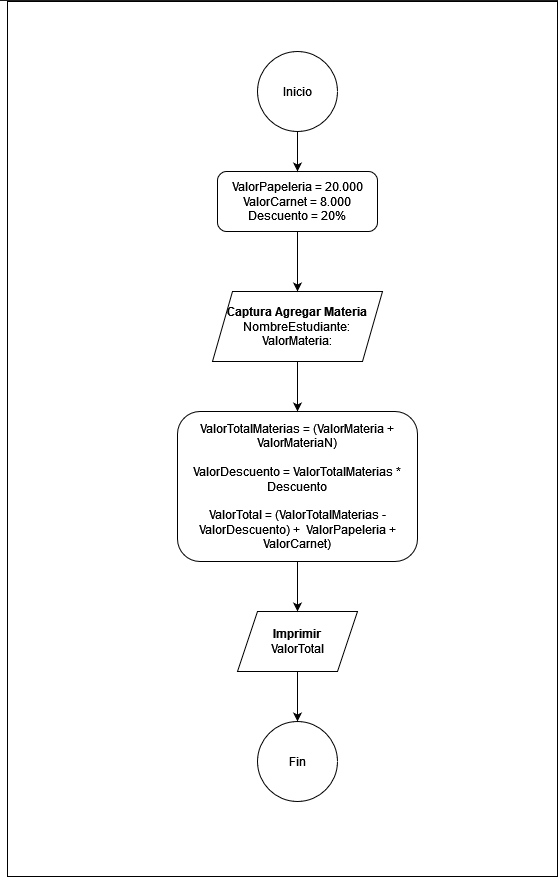 Inicio
ValorPapeleria = 20.000
ValorCarnet = 8.000
Descuento = 20%
Captura Agregar Materia
NombreEstudiante:
ValorMateria:
ValorTotalMaterias = (ValorMateria +
ValorMateriaN)
ValorDescuento = ValorTotalMaterias *
Descuento
ValorTotal = (ValorTotalMaterias -
ValorDescuento) + ValorPapeleria +
ValorCarnet)
Imprimir
ValorTotal
Fin